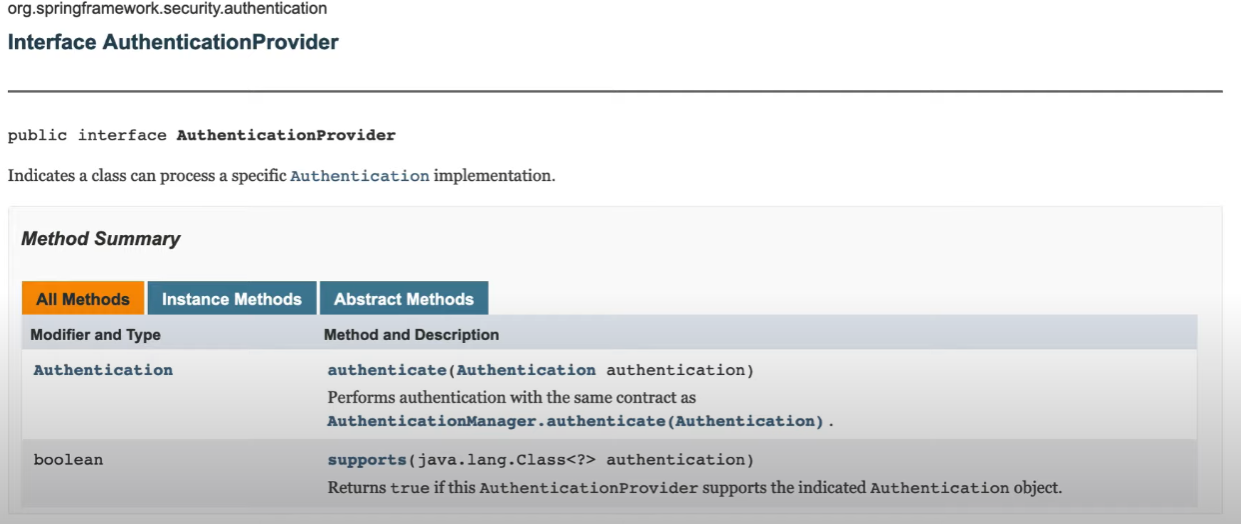 org.springframework.security.authentication
Interface AuthenticationProvider
public interface AuthenticationProvider
Indicates a class can process a specific Authentication implementation.
Method Summary
All Methods Instance Methods Abstract Methods
Modifier and Type Method and Description
Authentication authenticate(Authentication authentication)
Performs authentication with the same contract as
AuthenticationManager.authenticate(Authentication).
boolean supports(java.lang.Class<?> authentication)
Returns true if this AuthenticationProvider supports the indicated Authentication object.